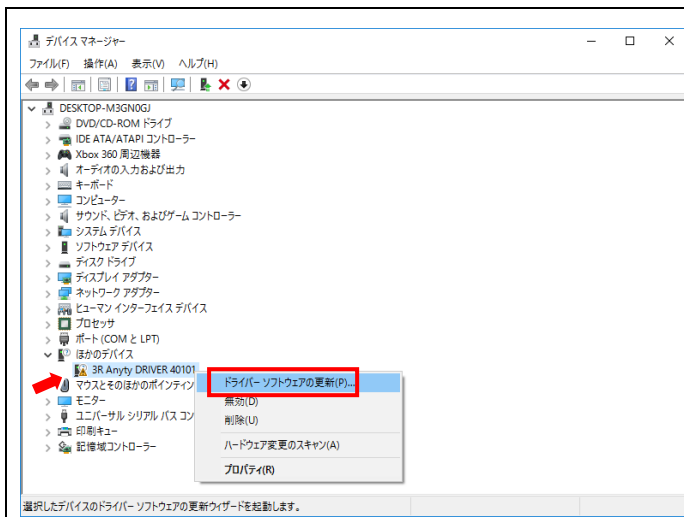 デバイス マネージャー
ファイル(F) 操作(A) 表示(V) ヘルプ(H)
DESKTOP-M3GN0GJ
DVD/CD-ROM ドライブ
IDE ATA/ATAPI コントローラー
Xbox 360 周辺機器
オーディオの入力および出力
キーボード
コンピューター
サウンド、ビデオ、およびゲーム コントローラー
システム デバイス
ソフトウェア デバイス
ディスク ドライブ
ディスプレイ アダプター
ネットワーク アダプター
ヒューマン インターフェイス デバイス
プロセッサ
ポート (COM と LPT)
ほかのデバイス
3R Anyty DRIVER 40101
マウスとそのほかのポインティン
モニター
ユニバーサル シリアル バス コン
印刷キュー
記憶域コントローラー
ドライバー ソフトウェアの更新(P)...
無効(D)
削除(U)
ハードウェア変更のスキャン(A)
プロパティ(R)
選択したデバイスのドライバー ソフトウェアの更新ウィザードを起動します。